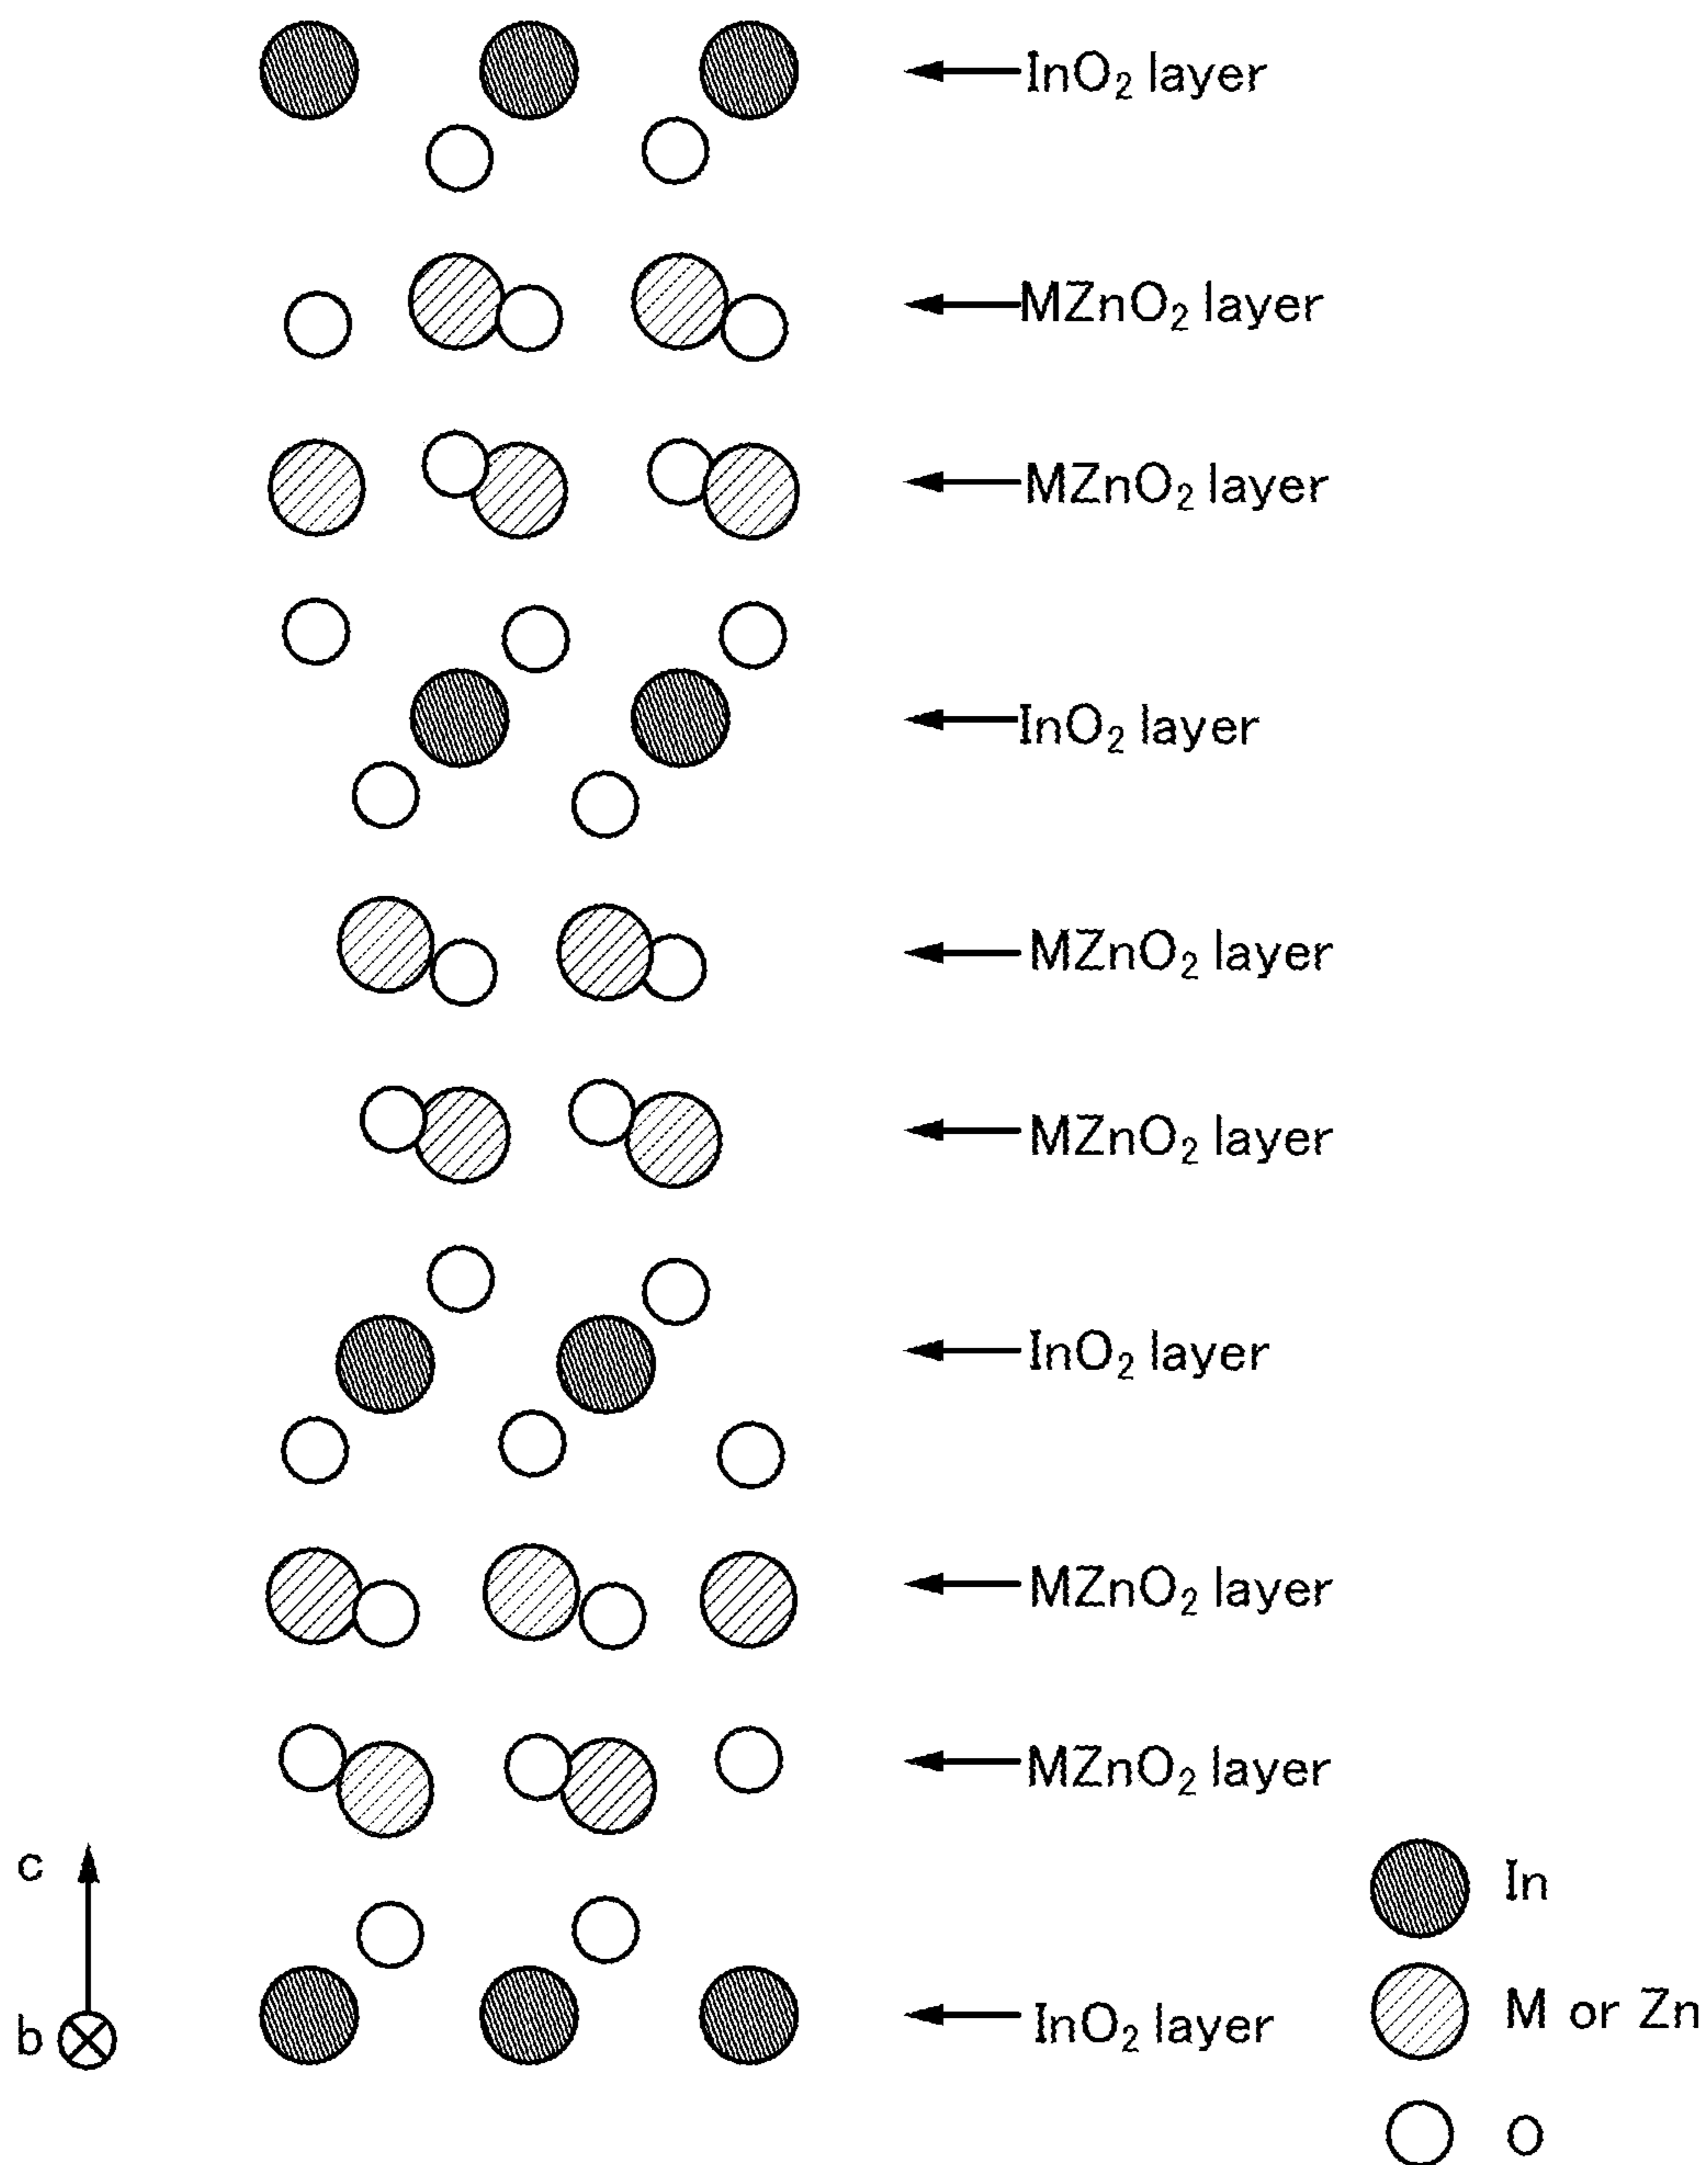 InO₂ layer
MZnO₂ layer
MZnO₂ layer
InO₂ layer
MZnO₂ layer
MZnO₂ layer
InO₂ layer
MZnO₂ layer
MZnO₂ layer
InO₂ layer
c
b
In
M or Zn
O